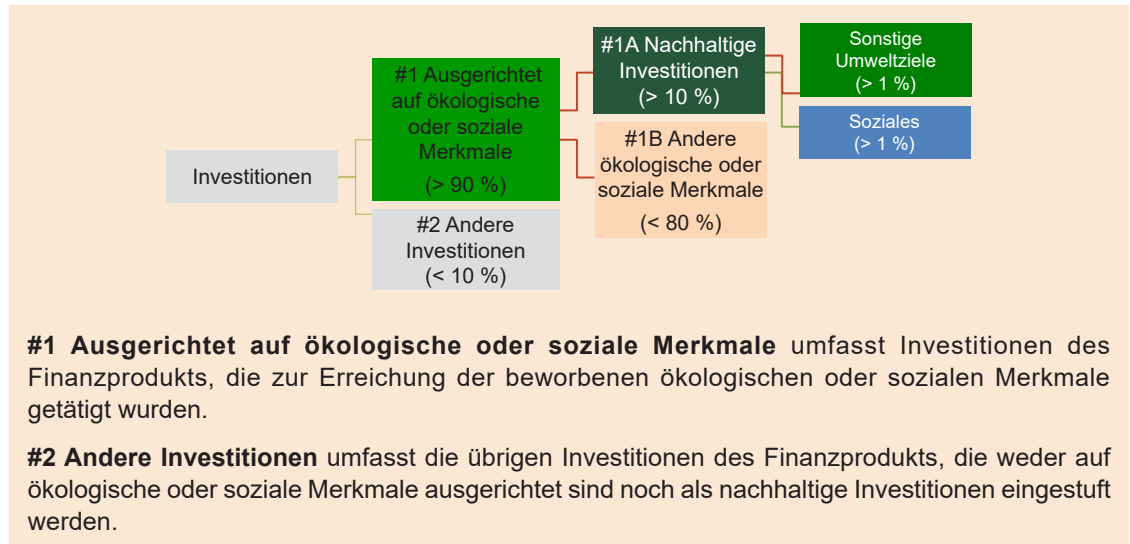 Investitionen
#1 Ausgerichtet
auf ökologische
oder soziale
Merkmale
(> 90 %)
#2 Andere
Investitionen
(< 10 %)
#1A Nachhaltige
Investitionen
(> 10 %)
#1B Andere
ökologische oder
soziale Merkmale
(< 80 %)
Sonstige
Umweltziele
(> 1 %)
Soziales
(> 1 %)
#1 Ausgerichtet auf ökologische oder soziale Merkmale umfasst Investitionen des
Finanzprodukts, die zur Erreichung der beworbenen ökologischen oder sozialen Merkmale
getätigt wurden.
#2 Andere Investitionen umfasst die übrigen Investitionen des Finanzprodukts, die weder auf
ökologische oder soziale Merkmale ausgerichtet sind noch als nachhaltige Investitionen eingestuft
werden.